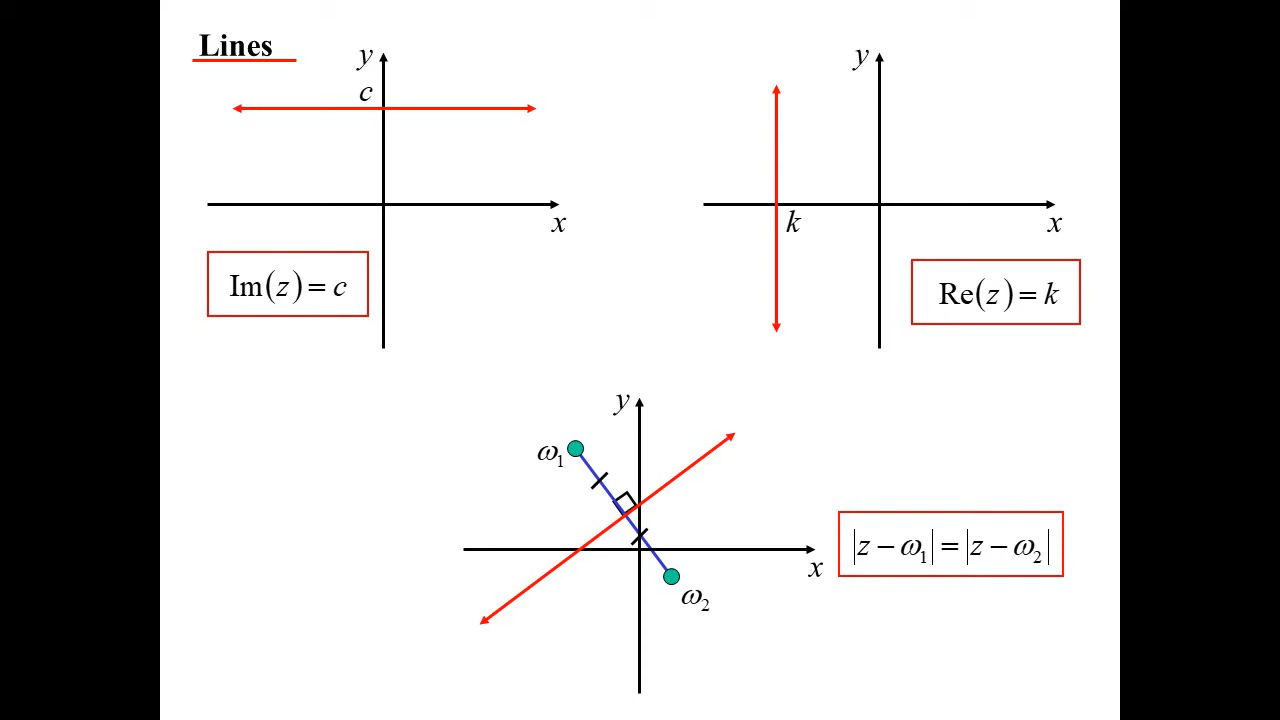 Lines
y
c
x
Im(z) = c
y
k
x
Re(z) = k
y
ω₁
x
ω₂
|z − ω₁| = |z − ω₂|